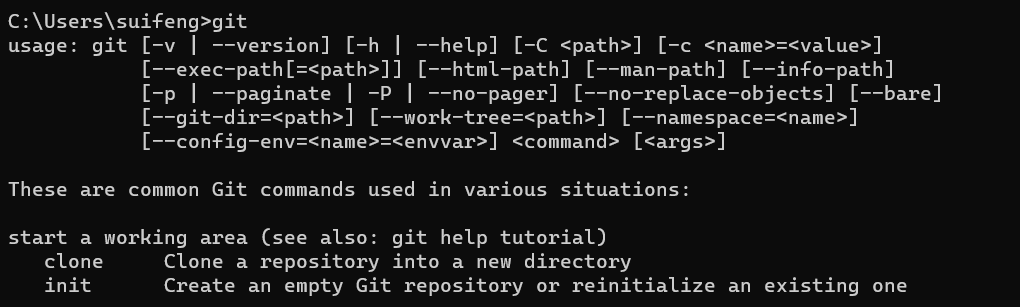 C:\Users\suifeng>git
usage: git [-v | --version] [-h | --help] [-C <path>] [-c <name>=<value>]
           [--exec-path[=<path>]] [--html-path] [--man-path] [--info-path]
           [-p | --paginate | -P | --no-pager] [--no-replace-objects] [--bare]
           [--git-dir=<path>] [--work-tree=<path>] [--namespace=<name>]
           [--config-env=<name>=<envvar>] <command> [<args>]

These are common Git commands used in various situations:

start a working area (see also: git help tutorial)
   clone     Clone a repository into a new directory
   init      Create an empty Git repository or reinitialize an existing one